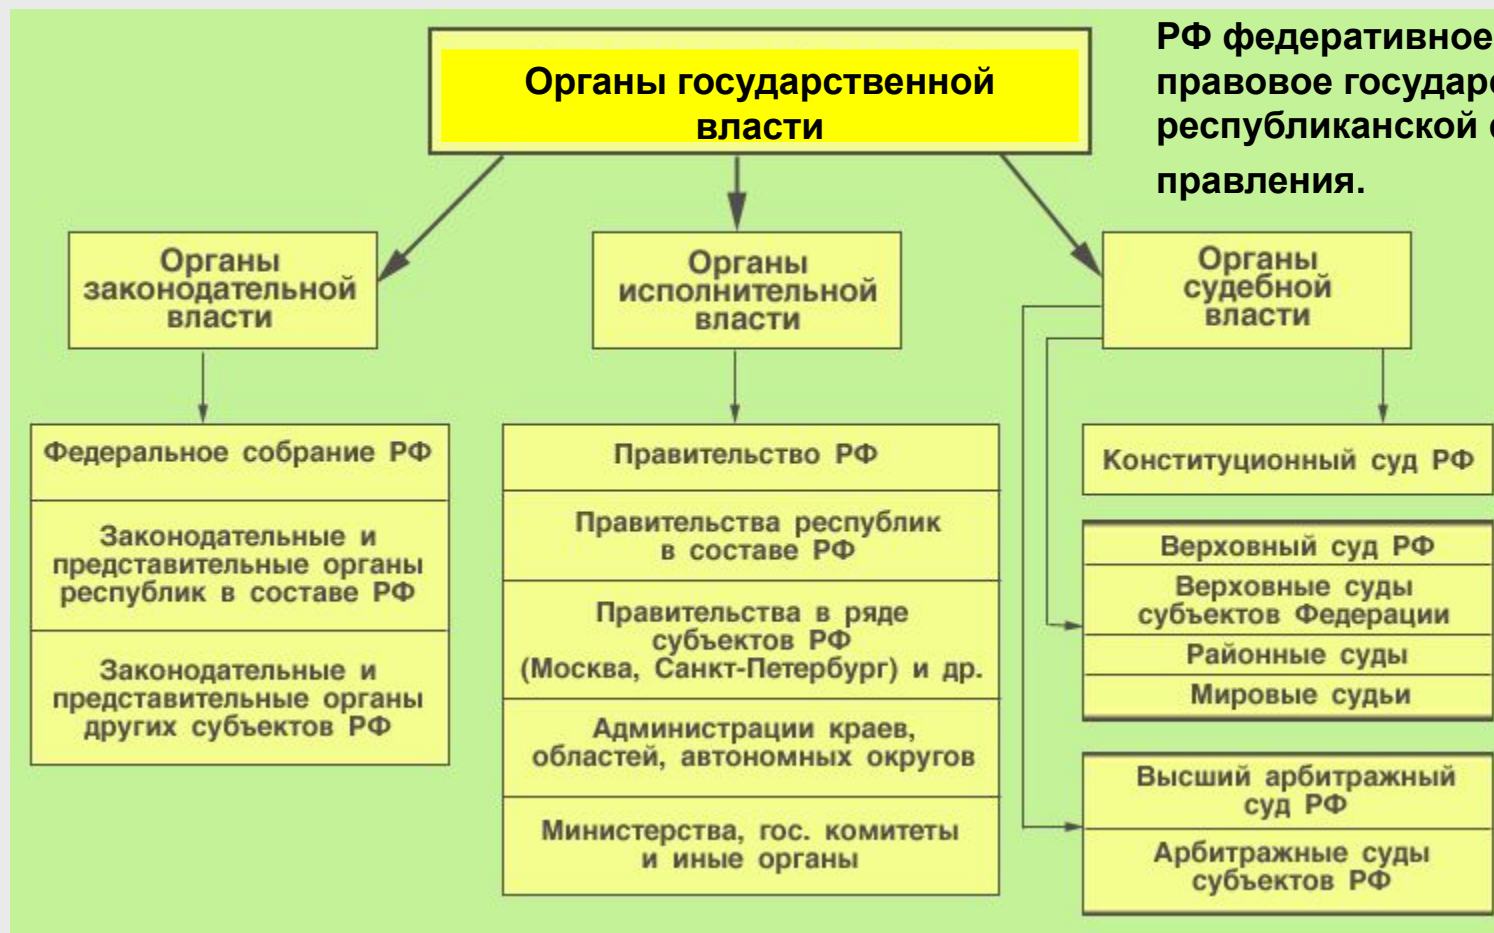 Органы государственной
власти
РФ федеративное
правовое
республиканской
правления.
Органы
законодательной
власти
Органы
исполнительной
власти
Органы
судебной
власти
Федеральное собрание РФ
Законодательные и
представительные органы
республик в составе РФ
Законодательные и
представительные органы
других субъектов РФ
Правительство РФ
Правительства республик
в составе РФ
Правительства в ряде
субъектов РФ
(Москва, Санкт-Петербург) и др.
Администрации краев,
областей, автономных округов
Министерства, гос. комитеты
и иные органы
Конституционный суд РФ
Верховный суд РФ
Верховные суды
субъектов Федерации
Районные суды
Мировые судьи
Высший арбитражный
суд РФ
Арбитражные суды
субъектов РФ